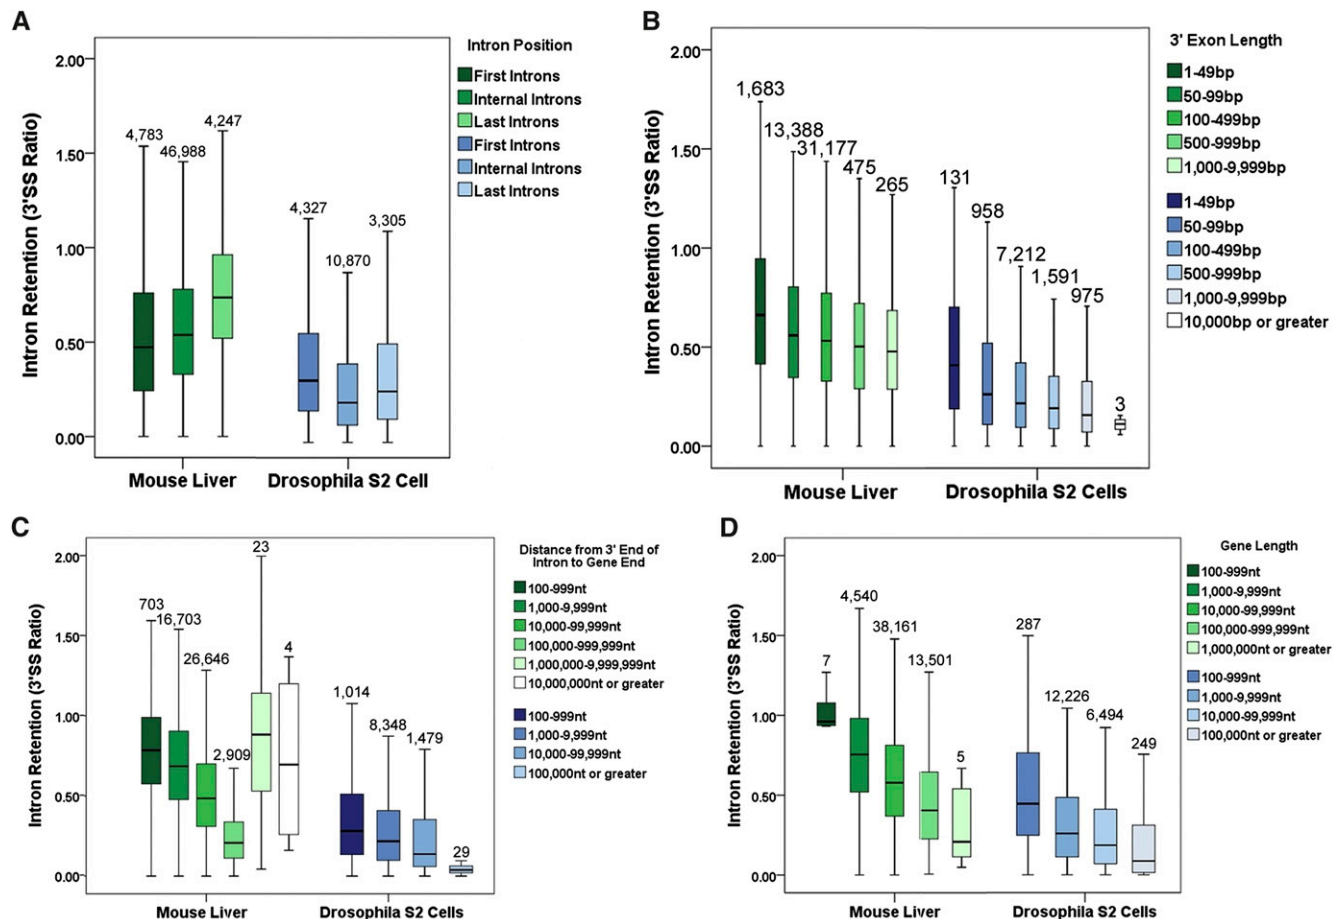 A
Intron Retention (3'SS Ratio)
2.00
1.50
1.00
0.50
0.00
4,783
46,988
4,247
4,327
10,870
3,305
Mouse Liver
Drosophila S2 Cell
Intron Position
First Introns
Internal Introns
Last Introns
First Introns
Internal Introns
Last Introns
B
Intron Retention (3'SS Ratio)
2.00
1.50
1.00
0.50
0.00
1,683
13,388
31,177
475
265
131
958
7,212
1,591
975
3
Mouse Liver
Drosophila S2 Cells
3' Exon Length
1-49bp
50-99bp
100-499bp
500-999bp
1,000-9,999bp
1-49bp
50-99bp
100-499bp
500-999bp
1,000-9,999bp
10,000bp or greater
C
Intron Retention (3'SS Ratio)
2.00
1.50
1.00
0.50
0.00
703
16,703
26,646
2,909
23
4
1,014
8,348
1,479
29
Mouse Liver
Drosophila S2 Cells
Distance from 3' End of
Intron to Gene End
100-999nt
1,000-9,999nt
10,000-99,999nt
100,000-999,999nt
1,000,000-9,999,999nt
10,000,000nt or greater
100-999nt
1,000-9,999nt
10,000-99,999nt
100,000nt or greater
D
Intron Retention (3'SS Ratio)
2.00
1.50
1.00
0.50
0.00
7
4,540
38,161
13,501
5
287
12,226
6,494
249
Mouse Liver
Drosophila S2 Cells
Gene Length
100-999nt
1,000-9,999nt
10,000-99,999nt
100,000-999,999nt
1,000,000nt or greater
100-999nt
1,000-9,999nt
10,000-99,999nt
100,000nt or greater